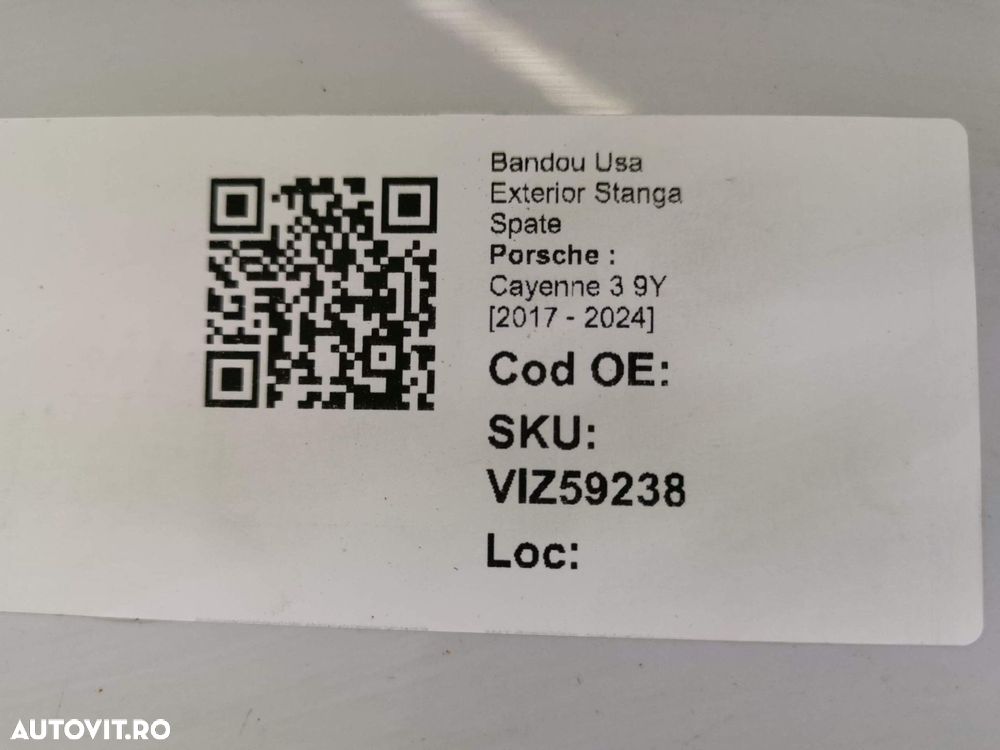 Bandou Usa
Exterior Stanga
Spate
Porsche :
Cayenne 3 9Y
[2017 - 2024]
Cod OE:
SKU:
VIZ59238
Loc:
AUTOVIT.RO